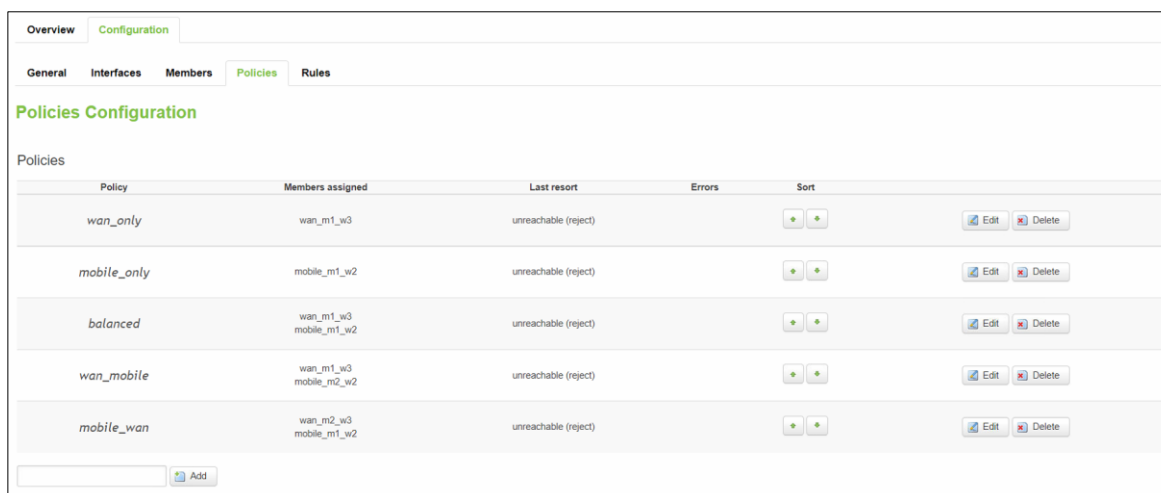 Overview Configuration
General Interfaces Members Policies Rules
Policies Configuration
Policies
Policy Members assigned Last resort Errors Sort
wan_only wan_m1_w3 unreachable (reject) Edit Delete
mobile_only mobile_m1_w2 unreachable (reject) Edit Delete
balanced wan_m1_w3 unreachable (reject) Edit Delete
mobile_m1_w2
wan_mobile wan_m1_w3 unreachable (reject) Edit Delete
mobile_m2_w2
mobile_wan wan_m2_w3 unreachable (reject) Edit Delete
mobile_m1_w2
Add